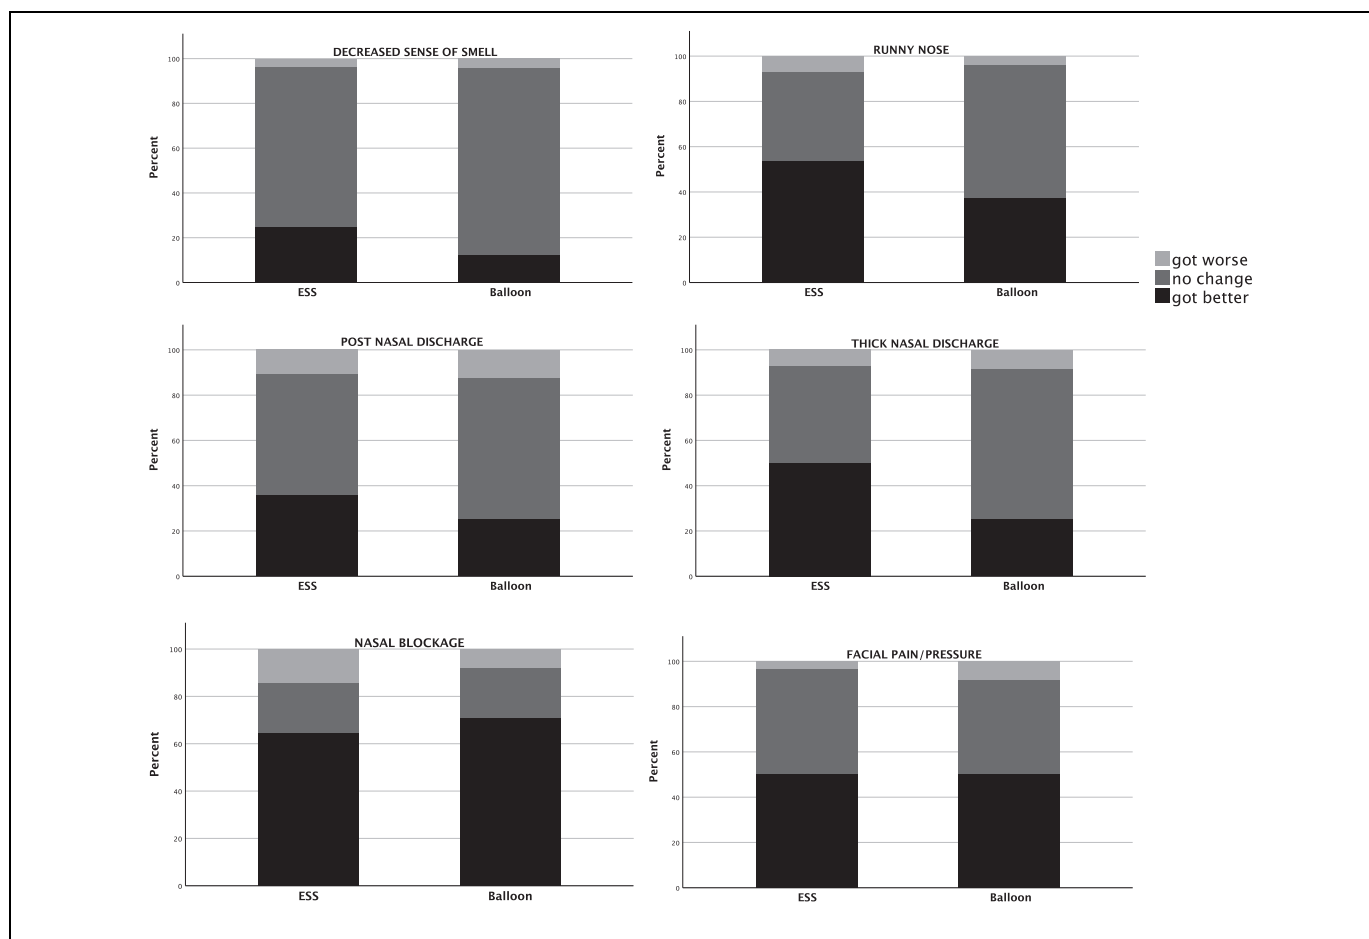 DECREASED SENSE OF SMELL
Percent
100
80
60
40
20
0
ESS Balloon
RUNNY NOSE
Percent
100
80
60
40
20
0
ESS Balloon
got worse
no change
got better
POST NASAL DISCHARGE
Percent
100
80
60
40
20
0
ESS Balloon
THICK NASAL DISCHARGE
Percent
100
80
60
40
20
0
ESS Balloon
NASAL BLOCKAGE
Percent
100
80
60
40
20
0
ESS Balloon
FACIAL PAIN/PRESSURE
Percent
100
80
60
40
20
0
ESS Balloon